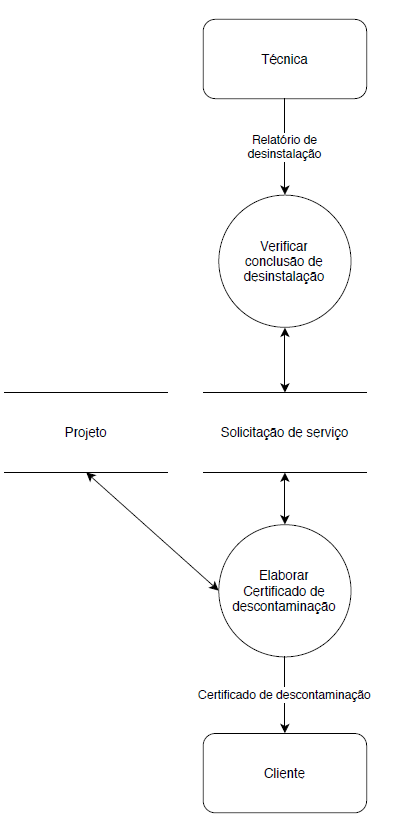 Técnica
Relatório de
desinstalação
Verificar
conclusão de
desinstalação
Projeto
Solicitação de serviço
Elaborar
Certificado de
descontaminação
Certificado de descontaminação
Cliente